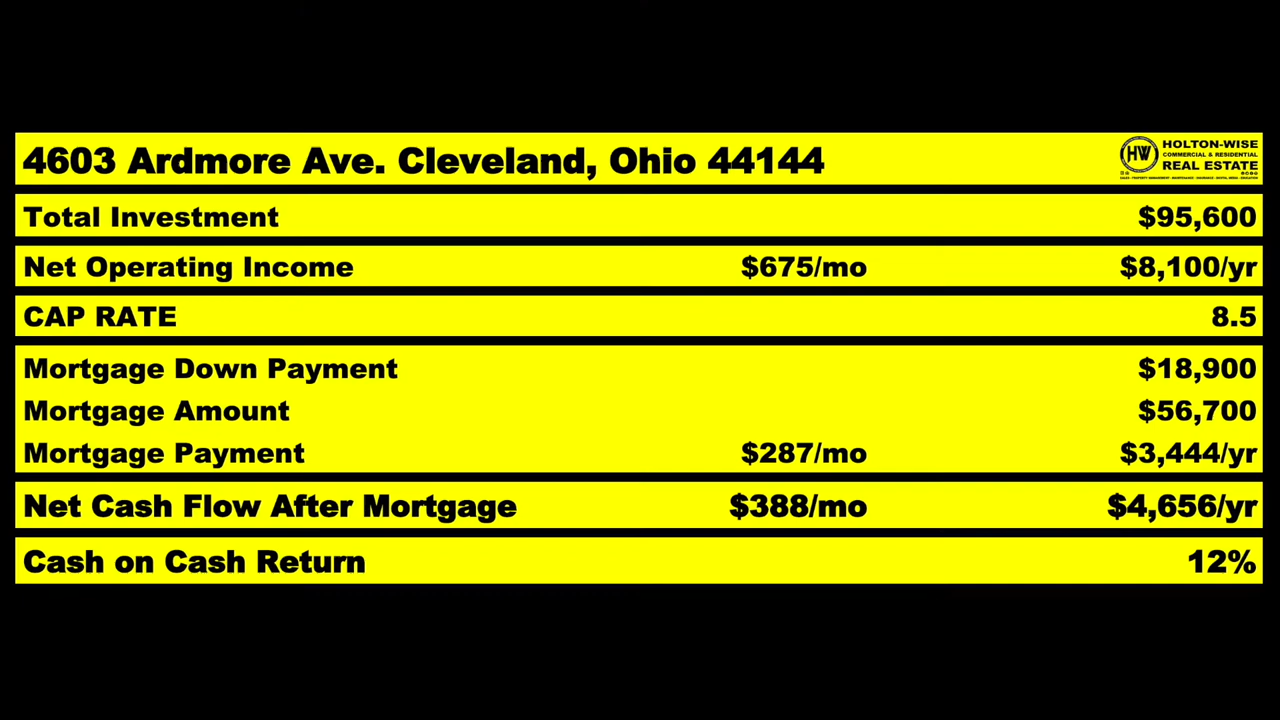 4603 Ardmore Ave. Cleveland, Ohio 44144
HW
HOLTON-WISE
COMMERCIAL & RESIDENTIAL
REAL ESTATE
Total Investment $95,600
Net Operating Income $675/mo $8,100/yr
CAP RATE 8.5
Mortgage Down Payment $18,900
Mortgage Amount $56,700
Mortgage Payment $287/mo $3,444/yr
Net Cash Flow After Mortgage $388/mo $4,656/yr
Cash on Cash Return 12%